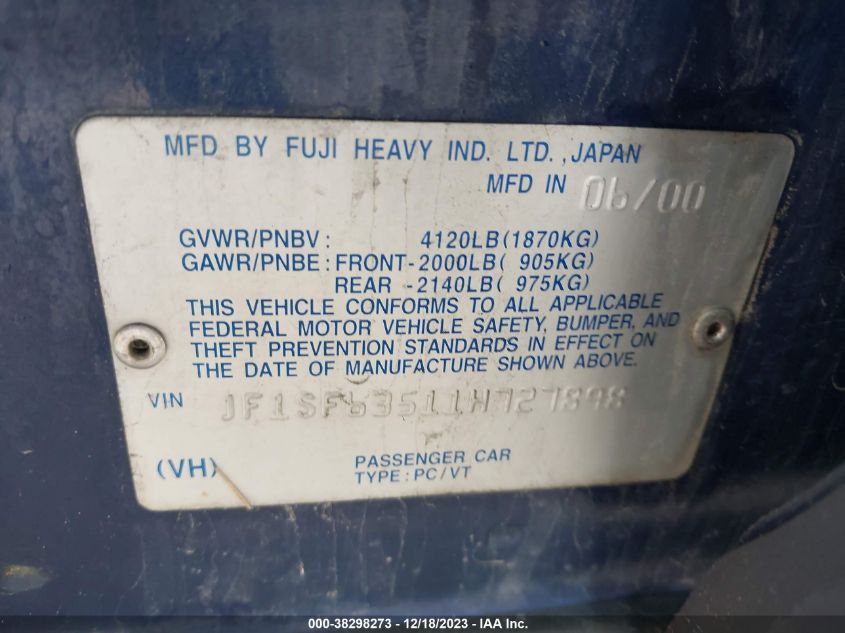 MFD BY FUJI HEAVY IND. LTD., JAPAN
MFD IN 06/00
GVWR/PNBV: 4120LB(1870KG)
GAWR/PNBE: FRONT-2000LB( 905KG)
REAR -2140LB( 975KG)
THIS VEHICLE CONFORMS TO ALL APPLICABLE
FEDERAL MOTOR VEHICLE SAFETY, BUMPER, AND
THEFT PREVENTION STANDARDS IN EFFECT ON
THE DATE OF MANUFACTURE SHOWN ABOVE.
VIN JF1SF63511H727898
(VH) PASSENGER CAR
TYPE: PC/VT
000-38298273 - 12/18/2023 - IAA Inc.